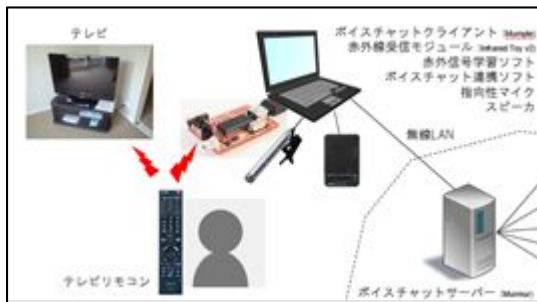 テレビ
ボイスチャットクライアント (Mumple)
赤外線受信モジュール (Infrared Toy v2)
赤外信号学習ソフト
ボイスチャット連携ソフト
指向性マイク
スピーカ
無線LAN
テレビリモコン
ボイスチャットサーバー (Murmur)